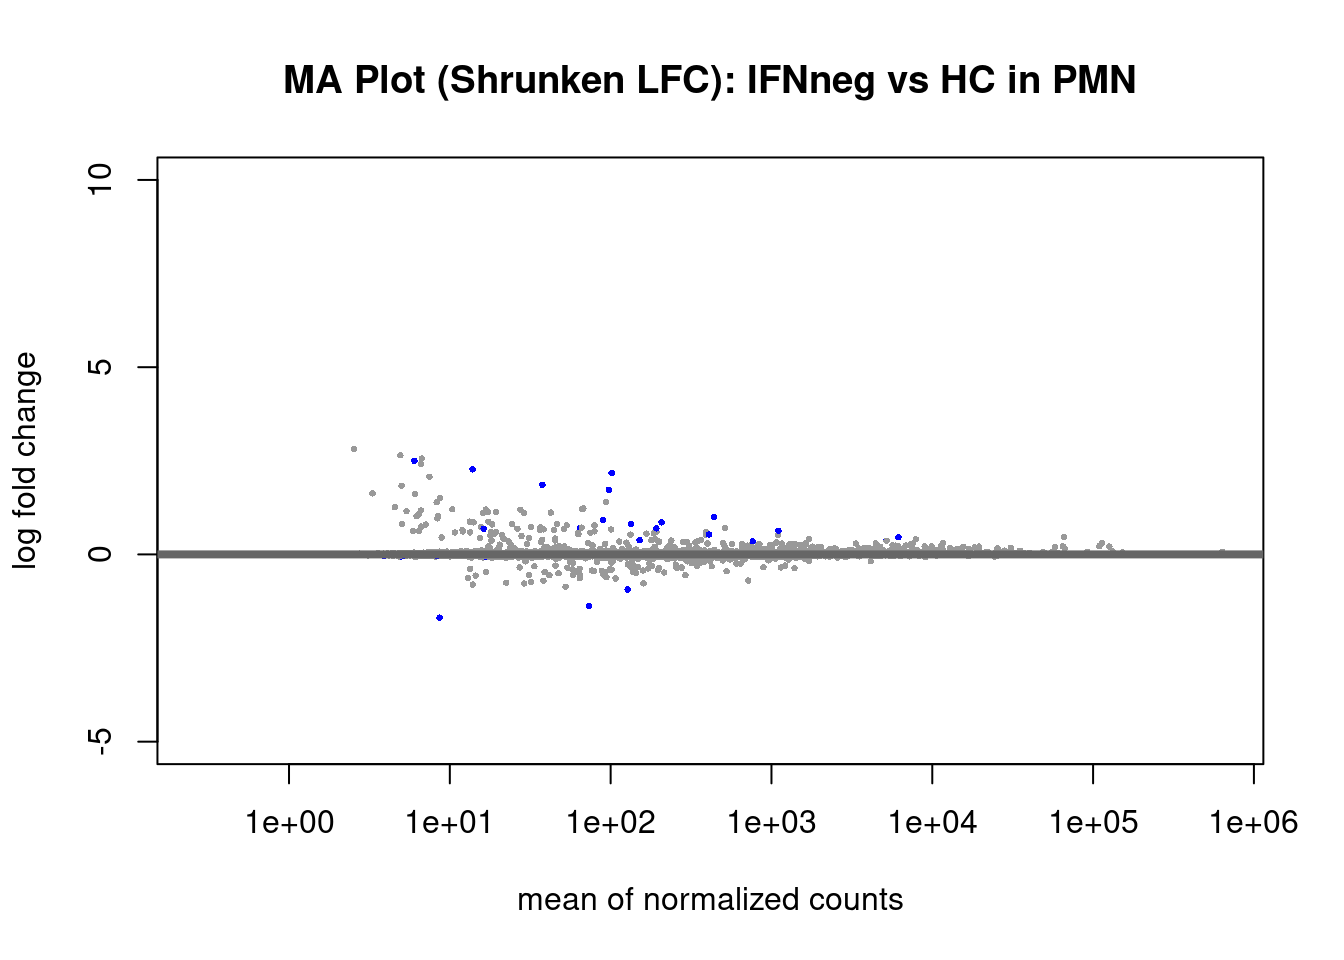 MA Plot (Shrunken LFC): IFNneg vs HC in PMN
10
5
0
-5
log fold change
1e+00 1e+01 1e+02 1e+03 1e+04 1e+05 1e+06
mean of normalized counts